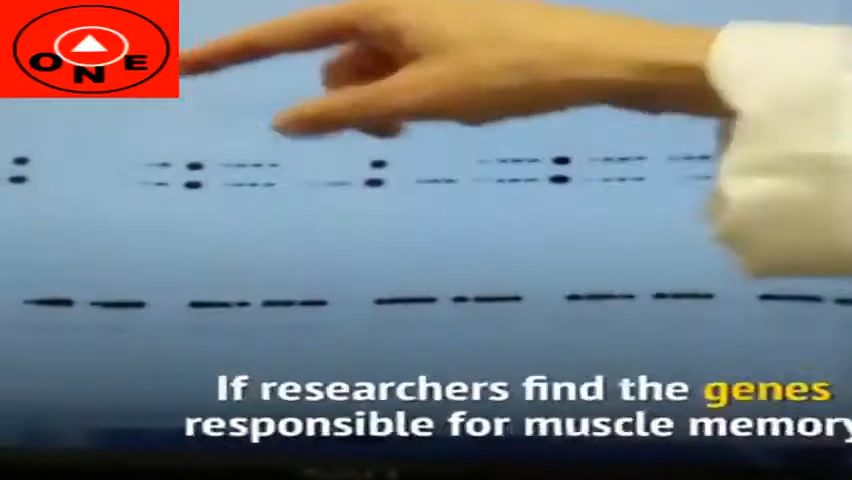 ONE
If researchers find the genes
responsible for muscle memory